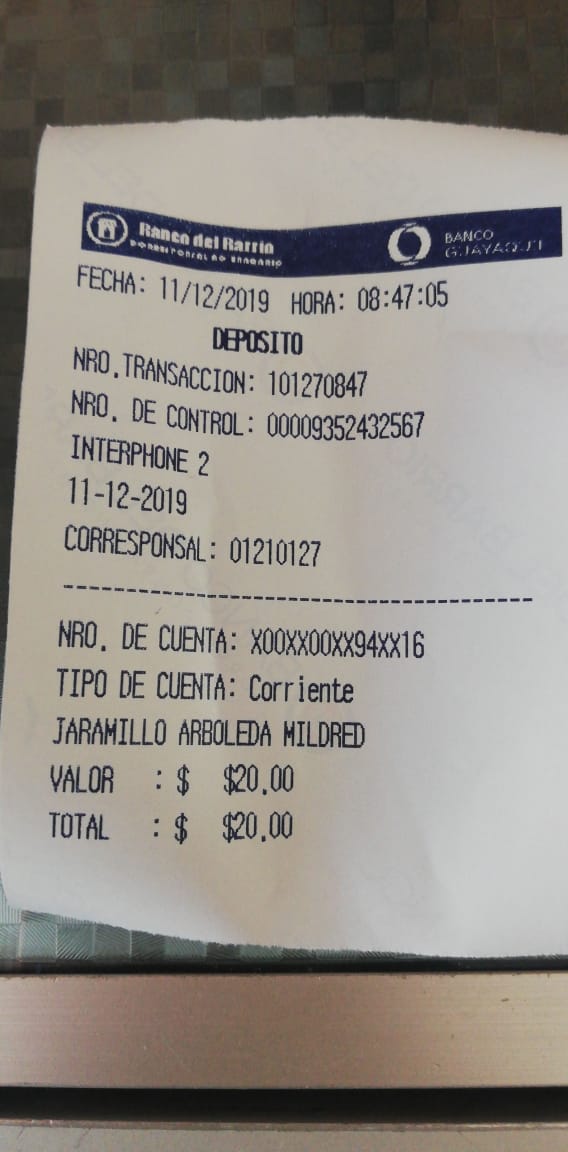 Banco del Barrio
CORRESPONSAL NO BANCARIO
BANCO
GUAYAQUIL
FECHA: 11/12/2019 HORA: 08:47:05
DEPOSITO
NRO.TRANSACCION: 101270847
NRO. DE CONTROL: 00009352432567
INTERPHONE 2
11-12-2019
CORRESPONSAL: 01210127
NRO. DE CUENTA: X00XX00XX94XX16
TIPO DE CUENTA: Corriente
JARAMILLO ARBOLEDA MILDRED
VALOR : $ $20.00
TOTAL : $ $20.00